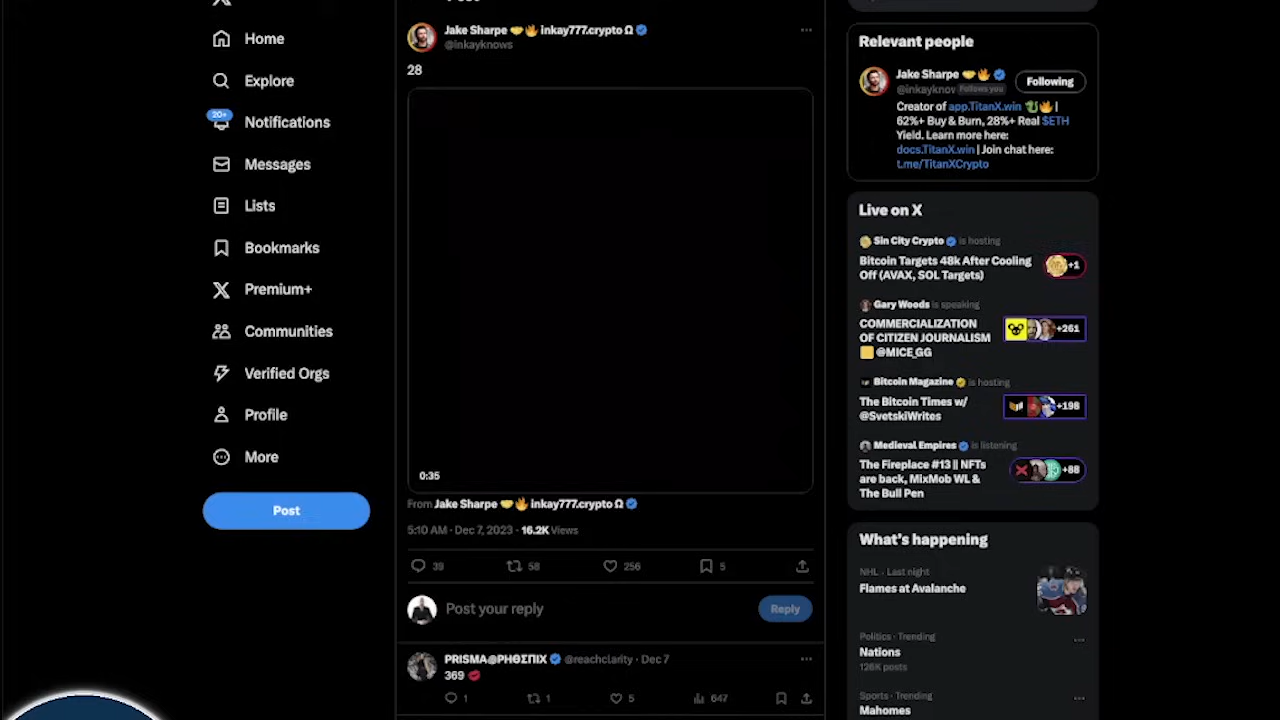 Home
Explore
20+
Notifications
Messages
Lists
Bookmarks
Premium+
Communities
Verified Orgs
Profile
More
Post
Jake Sharpe 🤝🔥 inkay777.crypto Ω
@inkayknows
28
0:35
From Jake Sharpe 🤝🔥 inkay777.crypto Ω
5:10 AM · Dec 7, 2023 · 16.2K Views
39 58 256 5
Post your reply
Reply
PRISMA@PHΘΣΠIX @reachclarity · Dec 7
369 💋
1 1 5 647
Relevant people
Jake Sharpe 🤝🔥
@inkaynov Follows you
Following
Creator of app.TitanX.win 🐉🔥 |
62%+ Buy & Burn, 28%+ Real $ETH
Yield. Learn more here:
docs.TitanX.win | Join chat here:
t.me/TitanXCrypto
Live on X
Sin City Crypto is hosting
Bitcoin Targets 48k After Cooling
Off (AVAX, SOL Targets)
+1
Gary Woods is speaking
COMMERCIALIZATION
OF CITIZEN JOURNALISM
🟨 @MICE_GG
+261
Bitcoin Magazine is hosting
The Bitcoin Times w/
@SvetskiWrites
+198
Medieval Empires is listening
The Fireplace #13 || NFTs
are back, MixMob WL &
The Bull Pen
+88
What's happening
NHL · Last night
Flames at Avalanche
Politics · Trending
Nations
126K posts
Sports · Trending
Mahomes